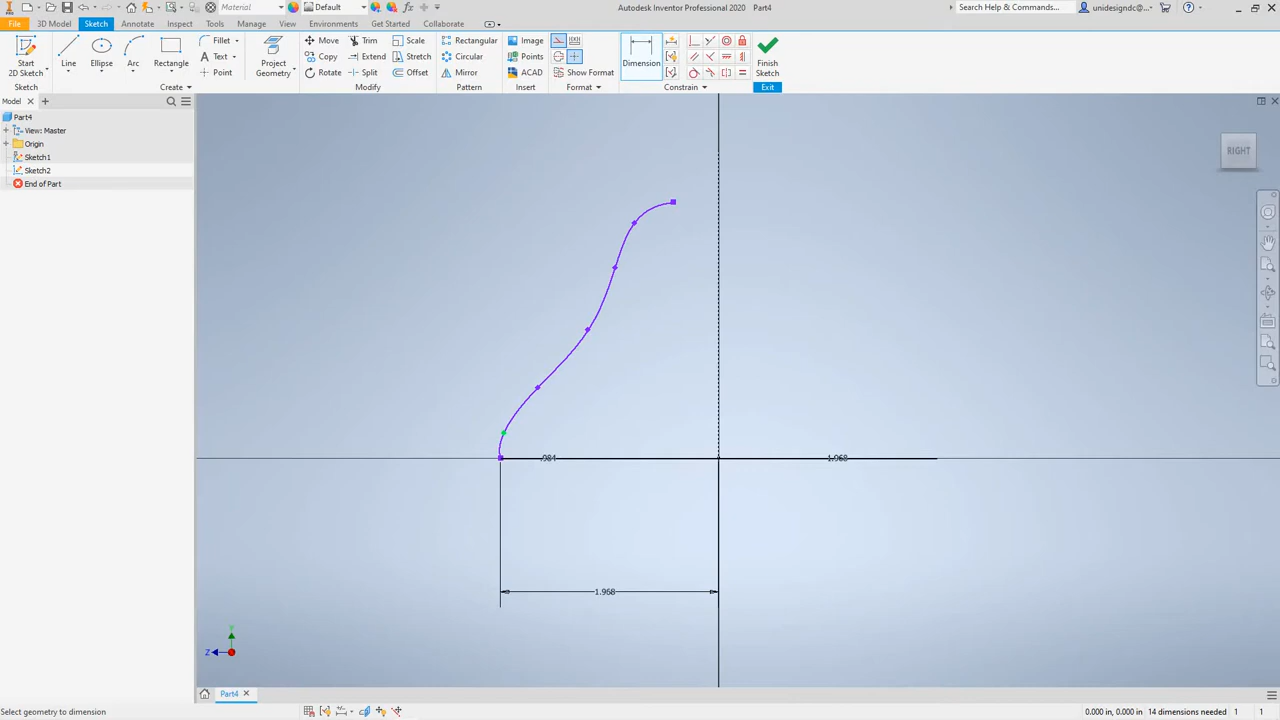 Material Default Autodesk Inventor Professional 2020 Part4 Search Help & Commands... unidesigndc@...
File 3D Model Sketch Annotate Inspect Tools Manage View Environments Get Started Collaborate
Start 2D Sketch Line Ellipse Arc Rectangle Fillet Text Point Project Geometry
Move Copy Rotate Trim Extend Split Scale Stretch Offset
Rectangular Circular Mirror Image Points ACAD Show Format Dimension Finish Sketch
Sketch Create Modify Pattern Insert Format Constrain Exit
Model
Part4
View: Master
Origin
Sketch1
Sketch2
End of Part
RIGHT
.984 1.968
1.968
Y
Z
Part4
Select geometry to dimension 0.000 in, 0.000 in 14 dimensions needed 1 1